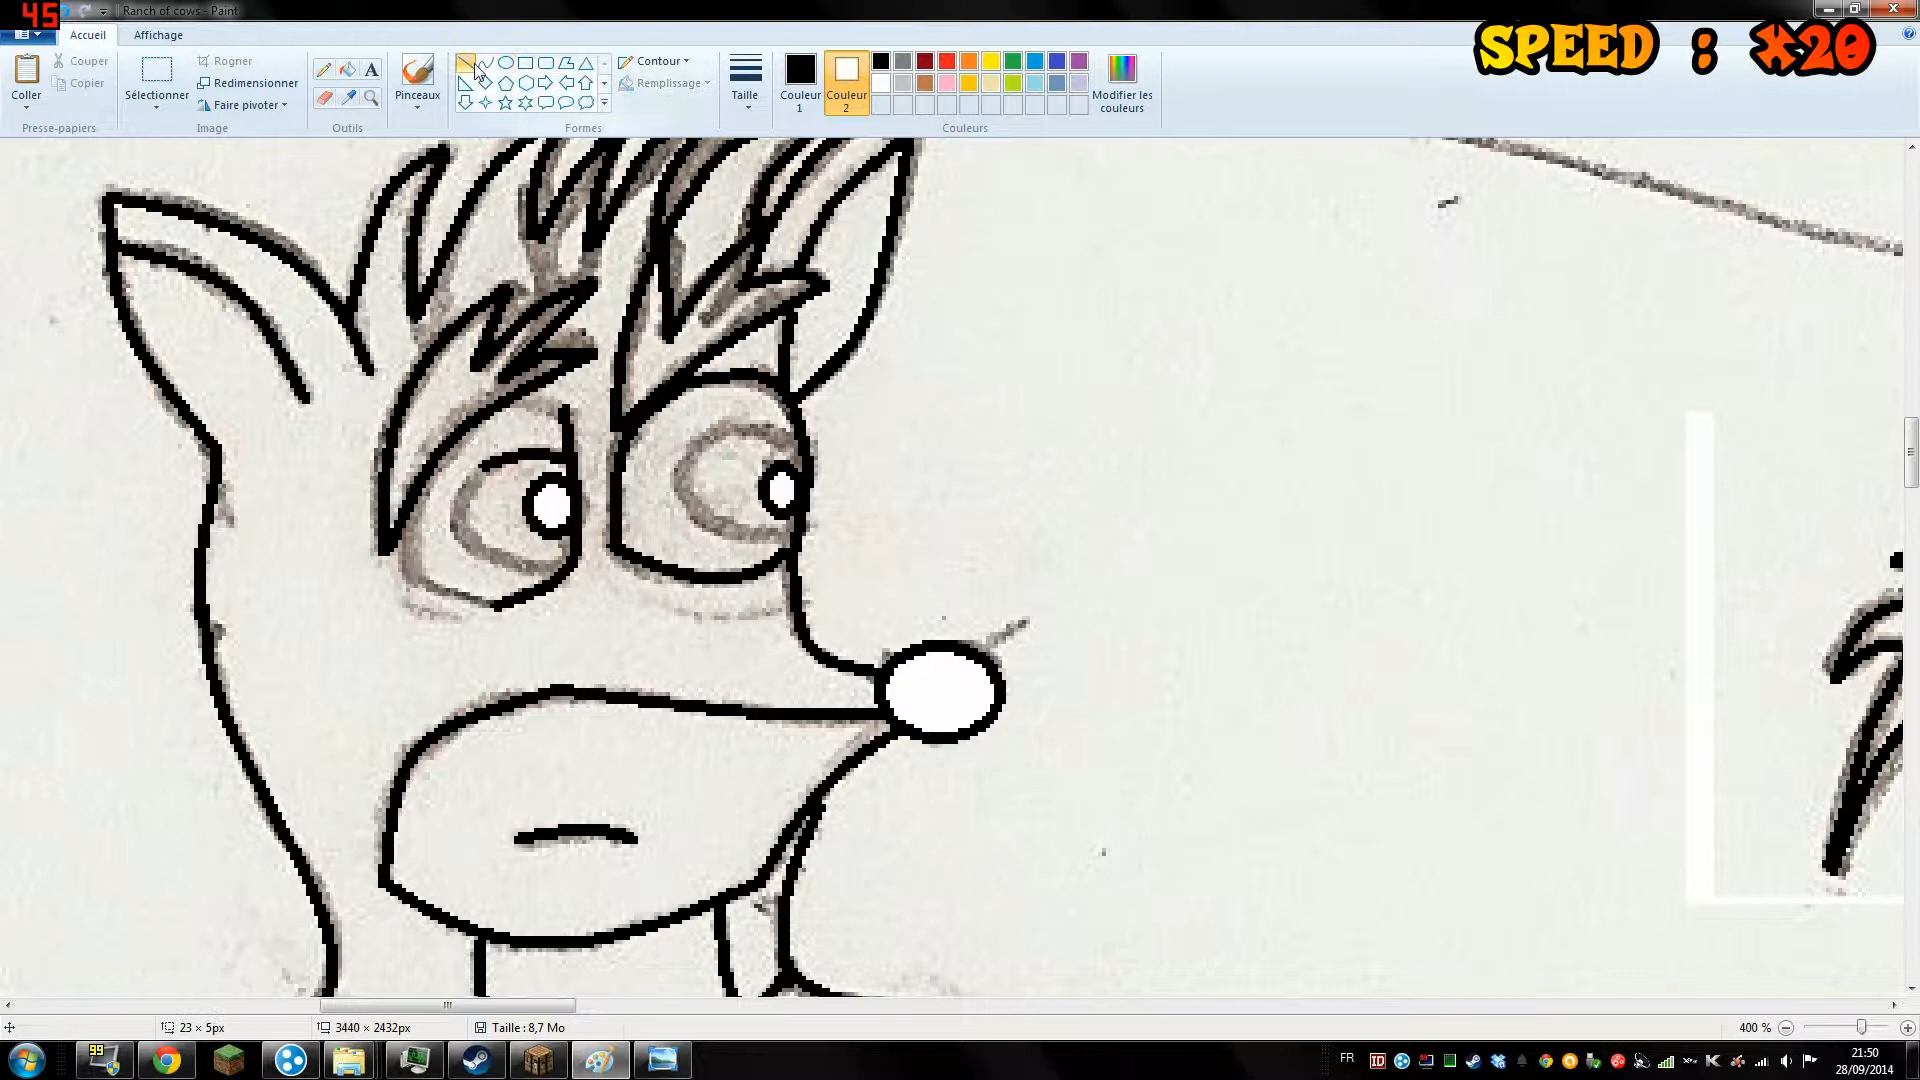 45
Ranch of cows - Paint
SPEED : *20
Accueil
Affichage
Coller
Couper
Copier
Presse-papiers
Sélectionner
Rogner
Redimensionner
Faire pivoter
Image
A
Outils
Pinceaux
Contour
Remplissage
Formes
Taille
Couleur 1
Couleur 2
Modifier les couleurs
Couleurs
23 × 5px
3440 × 2432px
Taille : 8,7 Mo
400 %
99
FR
21:50
28/09/2014